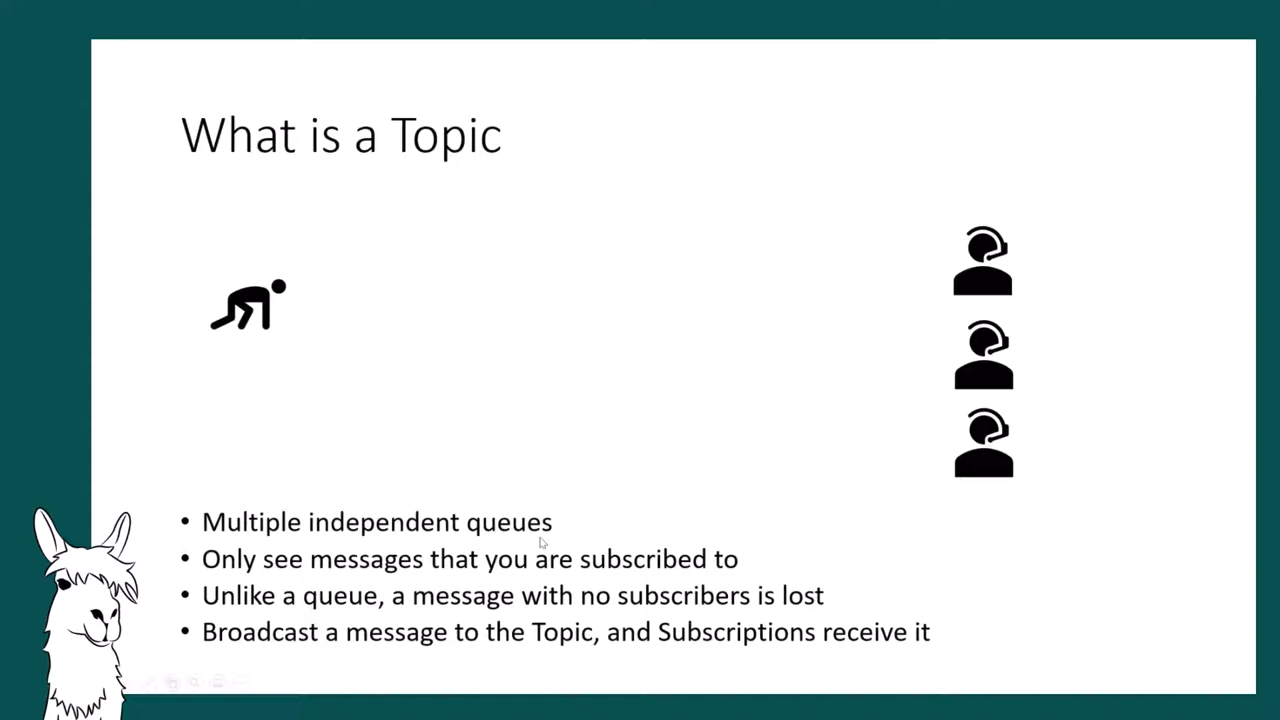 What is a Topic
• Multiple independent queues
• Only see messages that you are subscribed to
• Unlike a queue, a message with no subscribers is lost
• Broadcast a message to the Topic, and Subscriptions receive it